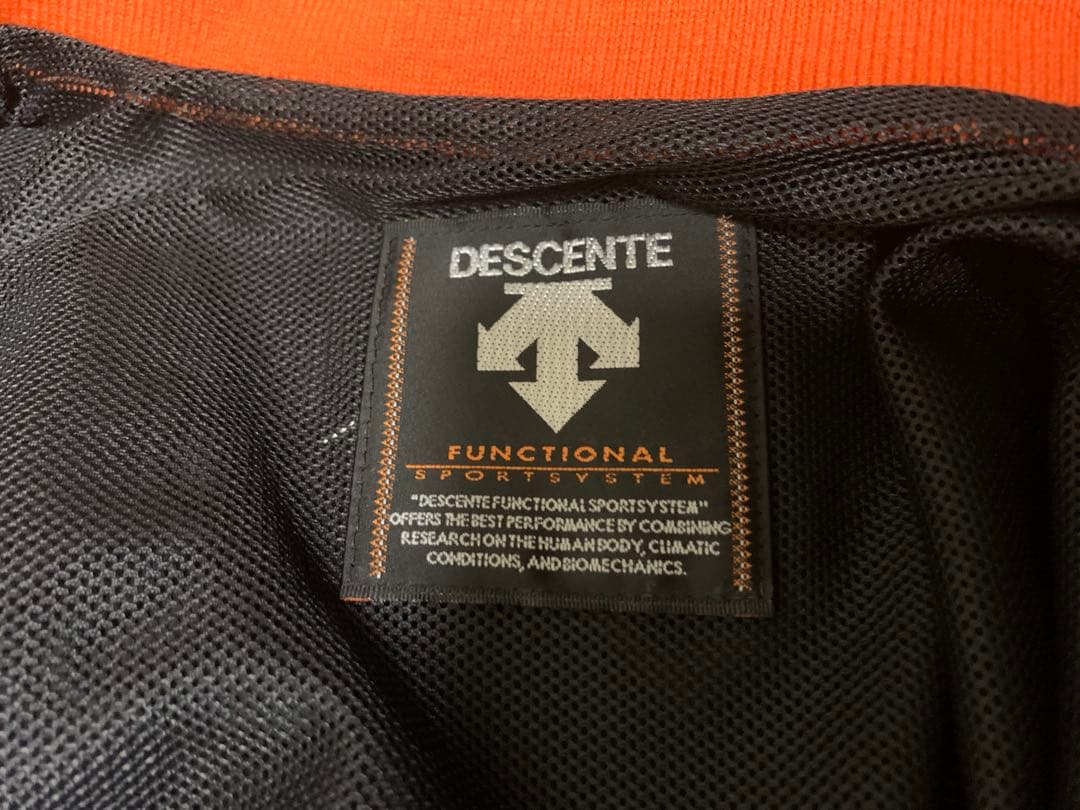 DESCENTE
FUNCTIONAL
SPORTSYSTEM
"DESCENTE FUNCTIONAL SPORTSYSTEM"
OFFERS THE BEST PERFORMANCE BY COMBINING
RESEARCH ON THE HUMAN BODY, CLIMATIC
CONDITIONS, AND BIOMECHANICS.